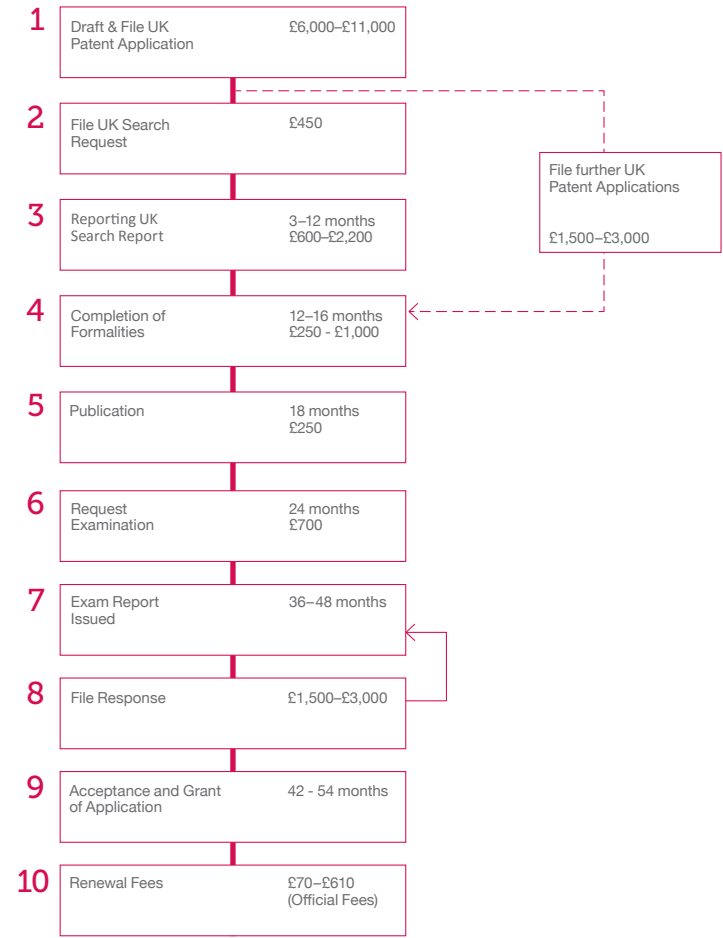 1
Draft & File UK £6,000–£11,000
Patent Application
2
File UK Search £450
Request
File further UK
Patent Applications
£1,500–£3,000
3
Reporting UK 3–12 months
Search Report £600–£2,200
4
Completion of 12–16 months
Formalities £250 - £1,000
5
Publication 18 months
£250
6
Request 24 months
Examination £700
7
Exam Report 36–48 months
Issued
8
File Response £1,500–£3,000
9
Acceptance and Grant 42 - 54 months
of Application
10
Renewal Fees £70–£610
(Official Fees)